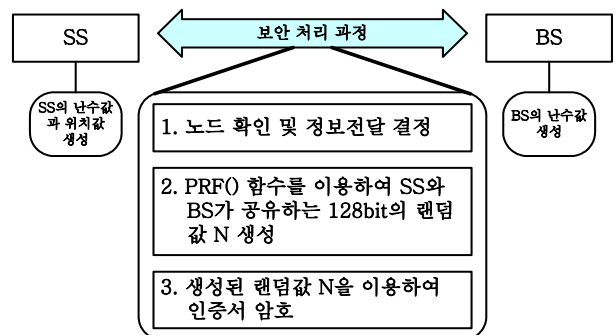 SS
보안 처리 과정
BS
SS의 난수값
과 위치값
생성
BS의 난수값
생성
1. 노드 확인 및 정보전달 결정
2. PRF() 함수를 이용하여 SS와
BS가 공유하는 128bit의 랜덤
값 N 생성
3. 생성된 랜덤값 N을 이용하여
인증서 암호